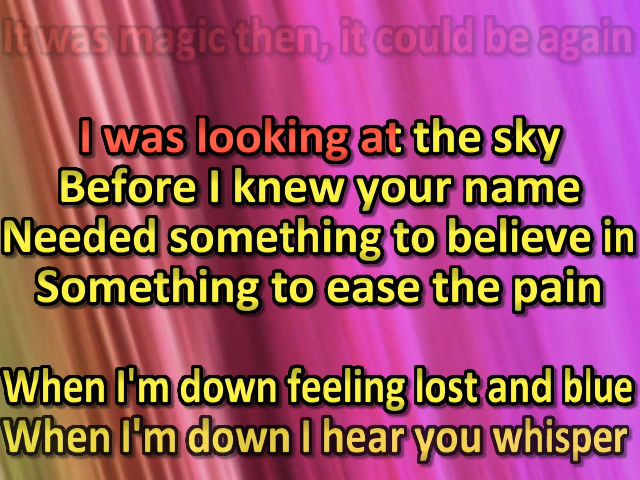 It was magic then, it could be again
I was looking at the sky
Before I knew your name
Needed something to believe in
Something to ease the pain
When I'm down feeling lost and blue
When I'm down I hear you whisper